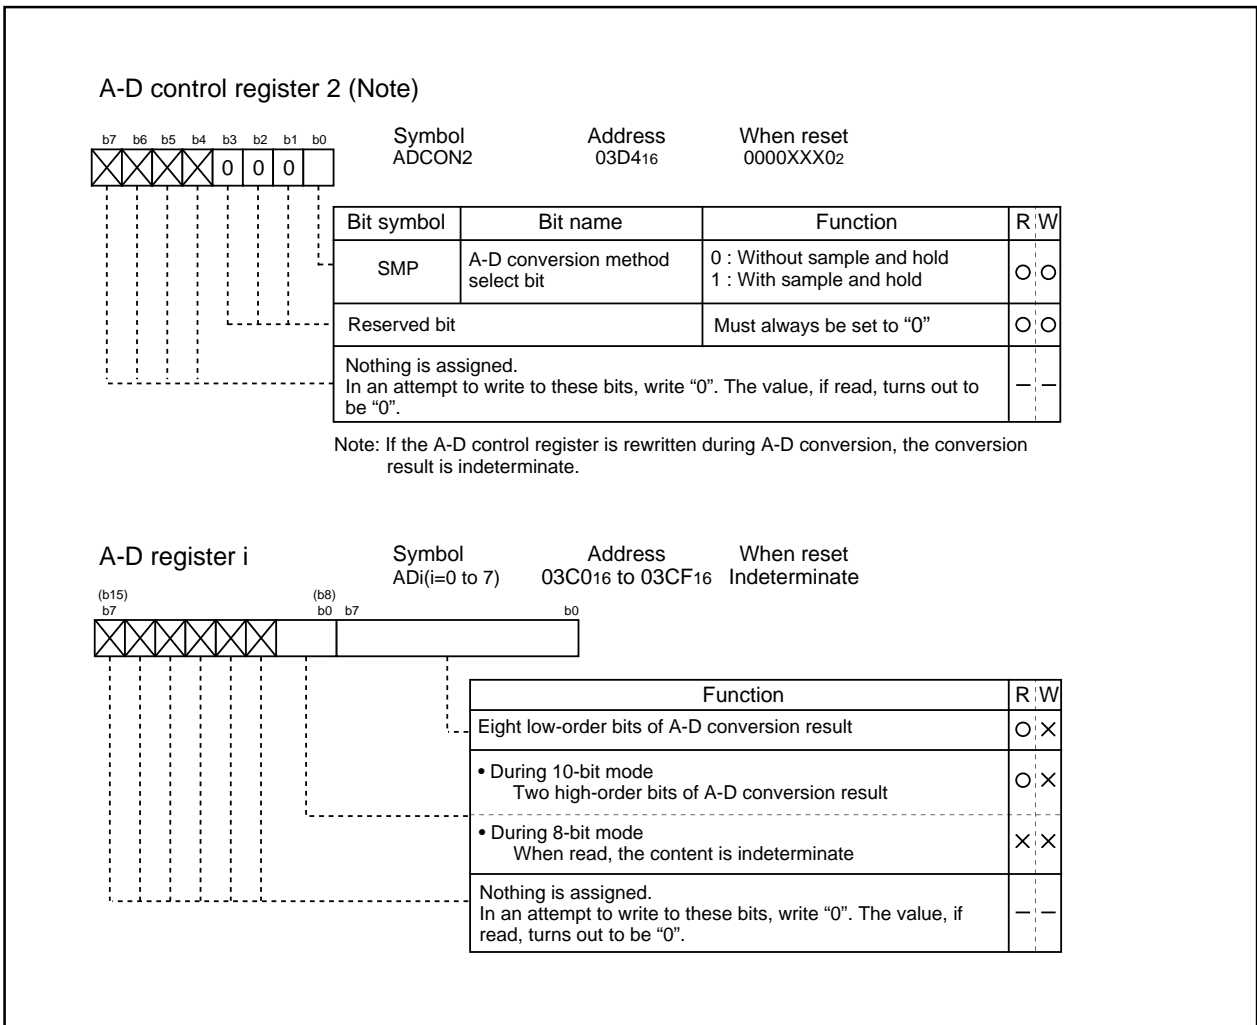 A-D control register 2 (Note)
b7 b6 b5 b4 b3 b2 b1 b0
0 0 0
Symbol Address When reset
ADCON2 03D416 0000XXX02
Bit symbol Bit name Function R W
SMP A-D conversion method select bit 0 : Without sample and hold 1 : With sample and hold
Reserved bit Must always be set to “0”
Nothing is assigned.
In an attempt to write to these bits, write “0”. The value, if read, turns out to
be “0”.
Note: If the A-D control register is rewritten during A-D conversion, the conversion
result is indeterminate.
A-D register i
Symbol Address When reset
ADi(i=0 to 7) 03C016 to 03CF16 Indeterminate
(b15) (b8)
b7 b0 b7 b0
Function R W
Eight low-order bits of A-D conversion result
• During 10-bit mode
Two high-order bits of A-D conversion result
• During 8-bit mode
When read, the content is indeterminate
Nothing is assigned.
In an attempt to write to these bits, write “0”. The value, if
read, turns out to be “0”.